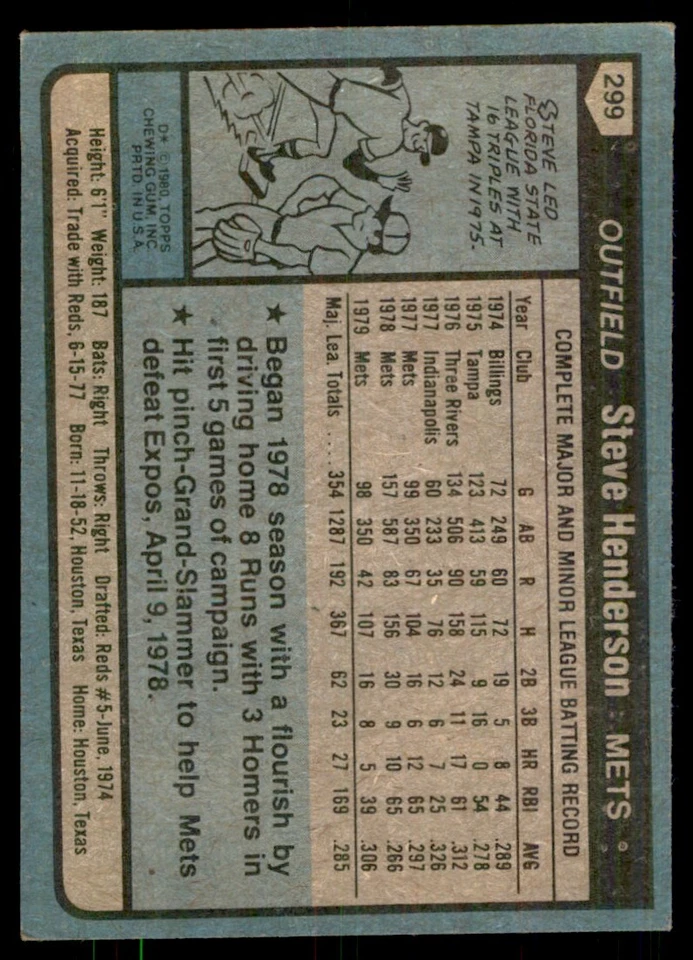 299
OUTFIELD Steve Henderson METS
STEVE LED
FLORIDA STATE
LEAGUE WITH
16 TRIPLES AT
TAMPA IN 1975.
D* © 1980, TOPPS
CHEWING GUM, INC.
PRTD. IN U.S.A.
COMPLETE MAJOR AND MINOR LEAGUE BATTING RECORD
Year Club G AB R H 2B 3B HR RBI AVG
1974 Billings 72 249 60 72 19 5 8 44 .289
1975 Tampa 123 413 59 115 9 16 0 54 .278
1976 Three Rivers 134 506 90 158 24 11 17 61 .312
1977 Indianapolis 60 233 35 76 12 6 7 25 .326
1977 Mets 99 350 67 104 16 6 12 65 .297
1978 Mets 157 587 83 156 30 9 10 65 .266
1979 Mets 98 350 42 107 16 8 5 39 .306
Maj. Lea. Totals ..... 354 1287 192 367 62 23 27 169 .285
★ Began 1978 season with a flourish by
driving home 8 Runs with 3 Homers in
first 5 games of campaign.
★ Hit pinch-Grand-Slammer to help Mets
defeat Expos, April 9, 1978.
Height: 6'1" Weight: 187 Bats: Right Throws: Right Drafted: Reds #5-June, 1974
Acquired: Trade with Reds, 6-15-77 Born: 11-18-52, Houston, Texas Home: Houston, Texas